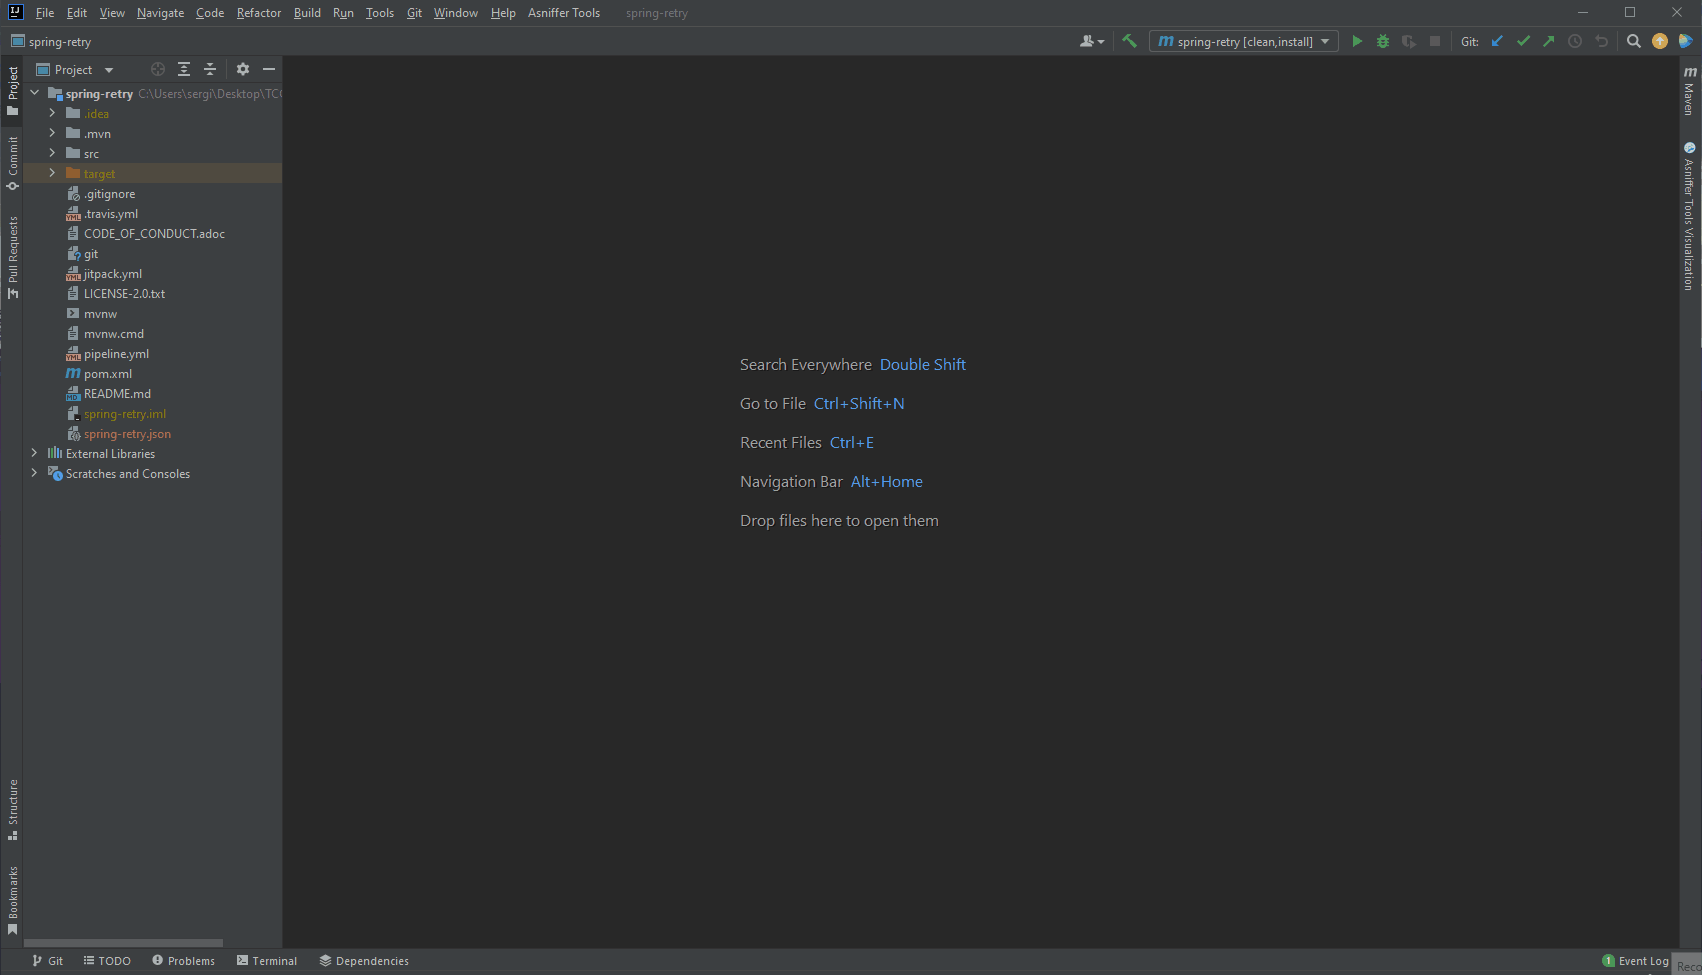 File Edit View Navigate Code Refactor Build Run Tools Git Window Help Asniffer Tools spring-retry
spring-retry
spring-retry [clean,install]
Git:
Project
spring-retry C:\Users\sergi\Desktop\TCC
.idea
.mvn
src
target
.gitignore
.travis.yml
CODE_OF_CONDUCT.adoc
git
jitpack.yml
LICENSE-2.0.txt
mvnw
mvnw.cmd
pipeline.yml
pom.xml
README.md
spring-retry.iml
spring-retry.json
External Libraries
Scratches and Consoles
Project
Commit
Pull Requests
Structure
Bookmarks
Search Everywhere Double Shift
Go to File Ctrl+Shift+N
Recent Files Ctrl+E
Navigation Bar Alt+Home
Drop files here to open them
Maven
Asniffer Tools Visualization
Git TODO Problems Terminal Dependencies
1 Event Log
Reco